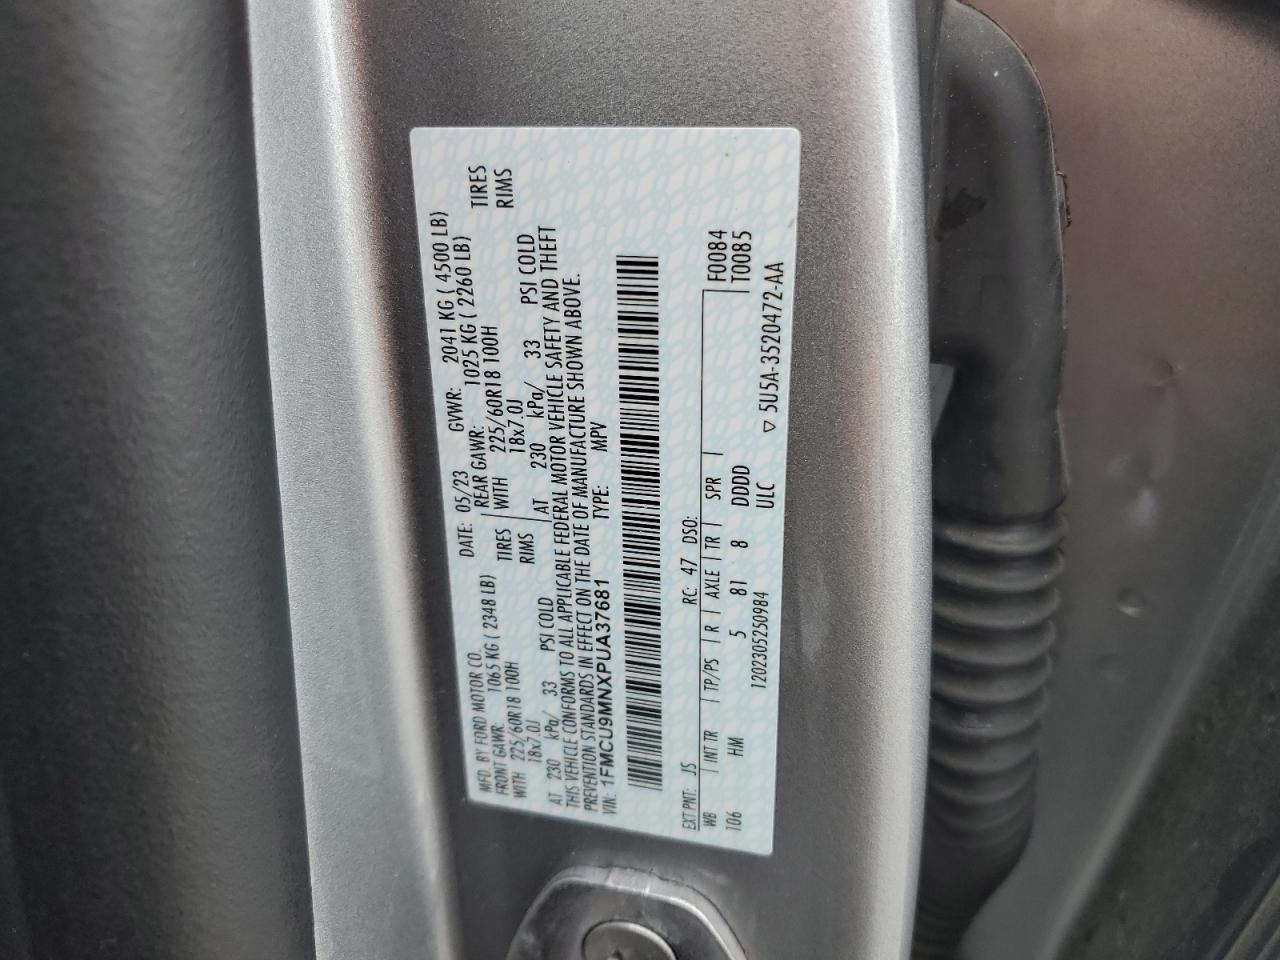 MFD. BY FORD MOTOR CO.
DATE: 05/23 GVWR: 2041 KG ( 4500 LB)
FRONT GAWR: 1065 KG ( 2348 LB) REAR GAWR: 1025 KG ( 2260 LB)
WITH 225/60R18 100H TIRES WITH 225/60R18 100H TIRES
18x7.0J RIMS 18x7.0J RIMS
AT 230 kPa/ 33 PSI COLD AT 230 kPa/ 33 PSI COLD
THIS VEHICLE CONFORMS TO ALL APPLICABLE FEDERAL MOTOR VEHICLE SAFETY AND THEFT
PREVENTION STANDARDS IN EFFECT ON THE DATE OF MANUFACTURE SHOWN ABOVE.
VIN: 1FMCU9MNXPUA37681 TYPE: MPV
EXT PNT: JS RC: 47 DSO:
WB | INT TR | TP/PS | R | AXLE | TR | SPR | F0084
106 HM 5 81 8 DDDD T0085
1202305250984 ULC ▽ 5U5A-3520472-AA